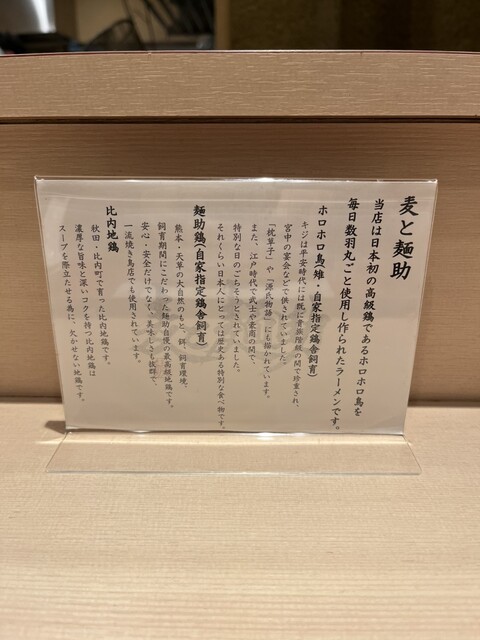 麦と麺助
当店は日本初の高級鶏であるホロホロ鳥を
毎日数羽丸ごと使用し作られたラーメンです。
ホロホロ鳥(雉・自家指定鶏舎飼育)
キジは平安時代には既に貴族階級の間で珍重され、
宮中の宴会などで供されていました。
「枕草子」や「源氏物語」にも描かれています。
また、江戸時代で武士や豪商の間で、
特別な日のごちそうとされていました。
それくらい日本人にとっては歴史ある特別な食べ物です。
麺助鶏(自家指定鶏舎飼育)
熊本・天草の大自然のもと、餌、飼育環境、
飼育期間にこだわった麺助自慢の最高級地鶏です。
安心・安全だけでなく、美味しさも抜群で、
一流焼き鳥店でも使用されています。
比内地鶏
秋田・比内町で育った比内地鶏です。
濃厚な旨味と深いコクを持つ比内地鶏は
スープを際立たせる為に、欠かせない地鶏です。